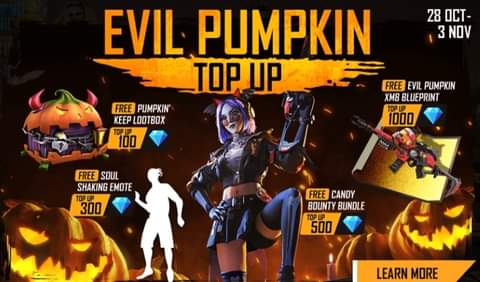 EVIL PUMPKIN
TOP UP
28 OCT-
3 NOV
FREE PUMPKIN
KEEP LOOTBOX
TOP UP
100
FREE EVIL PUMPKIN
XM8 BLUEPRINT
TOP UP
1000
FREE SOUL
SHAKING EMOTE
TOP UP
300
FREE CANDY
BOUNTY BUNDLE
TOP UP
500
LEARN MORE